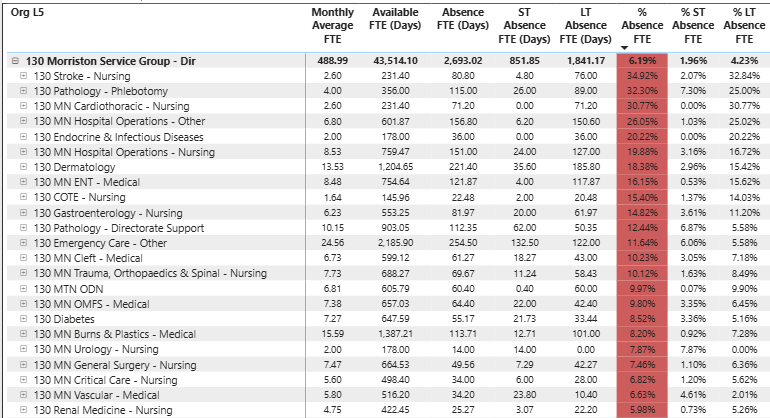 Org L5 Monthly Average FTE Available FTE (Days) Absence FTE (Days) ST Absence FTE (Days) LT Absence FTE (Days) % Absence FTE % ST Absence FTE % LT Absence FTE
130 Morriston Service Group - Dir 488.99 43,514.10 2,693.02 851.85 1,841.17 6.19% 1.96% 4.23%
130 Stroke - Nursing 2.60 231.40 80.80 4.80 76.00 34.92% 2.07% 32.84%
130 Pathology - Phlebotomy 4.00 356.00 115.00 26.00 89.00 32.30% 7.30% 25.00%
130 MN Cardiothoracic - Nursing 2.60 231.40 71.20 0.00 71.20 30.77% 0.00% 30.77%
130 MN Hospital Operations - Other 6.80 601.87 156.80 6.20 150.60 26.05% 1.03% 25.02%
130 Endocrine & Infectious Diseases 2.00 178.00 36.00 0.00 36.00 20.22% 0.00% 20.22%
130 MN Hospital Operations - Nursing 8.53 759.47 151.00 24.00 127.00 19.88% 3.16% 16.72%
130 Dermatology 13.53 1,204.65 221.40 35.60 185.80 18.38% 2.96% 15.42%
130 MN ENT - Medical 8.48 754.64 121.87 4.00 117.87 16.15% 0.53% 15.62%
130 COTE - Nursing 1.64 145.96 22.48 2.00 20.48 15.40% 1.37% 14.03%
130 Gastroenterology - Nursing 6.23 553.25 81.97 20.00 61.97 14.82% 3.61% 11.20%
130 Pathology - Directorate Support 10.15 903.05 112.35 62.00 50.35 12.44% 6.87% 5.58%
130 Emergency Care - Other 24.56 2,185.90 254.50 132.50 122.00 11.64% 6.06% 5.58%
130 MN Cleft - Medical 6.73 599.12 61.27 18.27 43.00 10.23% 3.05% 7.18%
130 MN Trauma, Orthopaedics & Spinal - Nursing 7.73 688.27 69.67 11.24 58.43 10.12% 1.63% 8.49%
130 MTN ODN 6.81 605.79 60.40 0.40 60.00 9.97% 0.07% 9.90%
130 MN OMFS - Medical 7.38 657.03 64.40 22.00 42.40 9.80% 3.35% 6.45%
130 Diabetes 7.27 647.59 55.17 21.73 33.44 8.52% 3.36% 5.16%
130 MN Burns & Plastics - Medical 15.59 1,387.21 113.71 12.71 101.00 8.20% 0.92% 7.28%
130 MN Urology - Nursing 2.00 178.00 14.00 14.00 0.00 7.87% 7.87% 0.00%
130 MN General Surgery - Nursing 7.47 664.53 49.56 7.29 42.27 7.46% 1.10% 6.36%
130 MN Critical Care - Nursing 5.60 498.40 34.00 6.00 28.00 6.82% 1.20% 5.62%
130 MN Vascular - Medical 5.80 516.20 34.20 23.80 10.40 6.63% 4.61% 2.01%
130 Renal Medicine - Nursing 4.75 422.45 25.27 3.07 22.20 5.98% 0.73% 5.26%